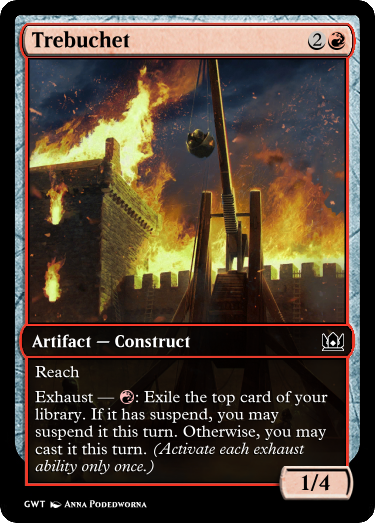 Trebuchet 2
Artifact — Construct
Reach
Exhaust — : Exile the top card of your
library. If it has suspend, you may
suspend it this turn. Otherwise, you may
cast it this turn. (Activate each exhaust
ability only once.)
1/4
GWT Anna Podedworna